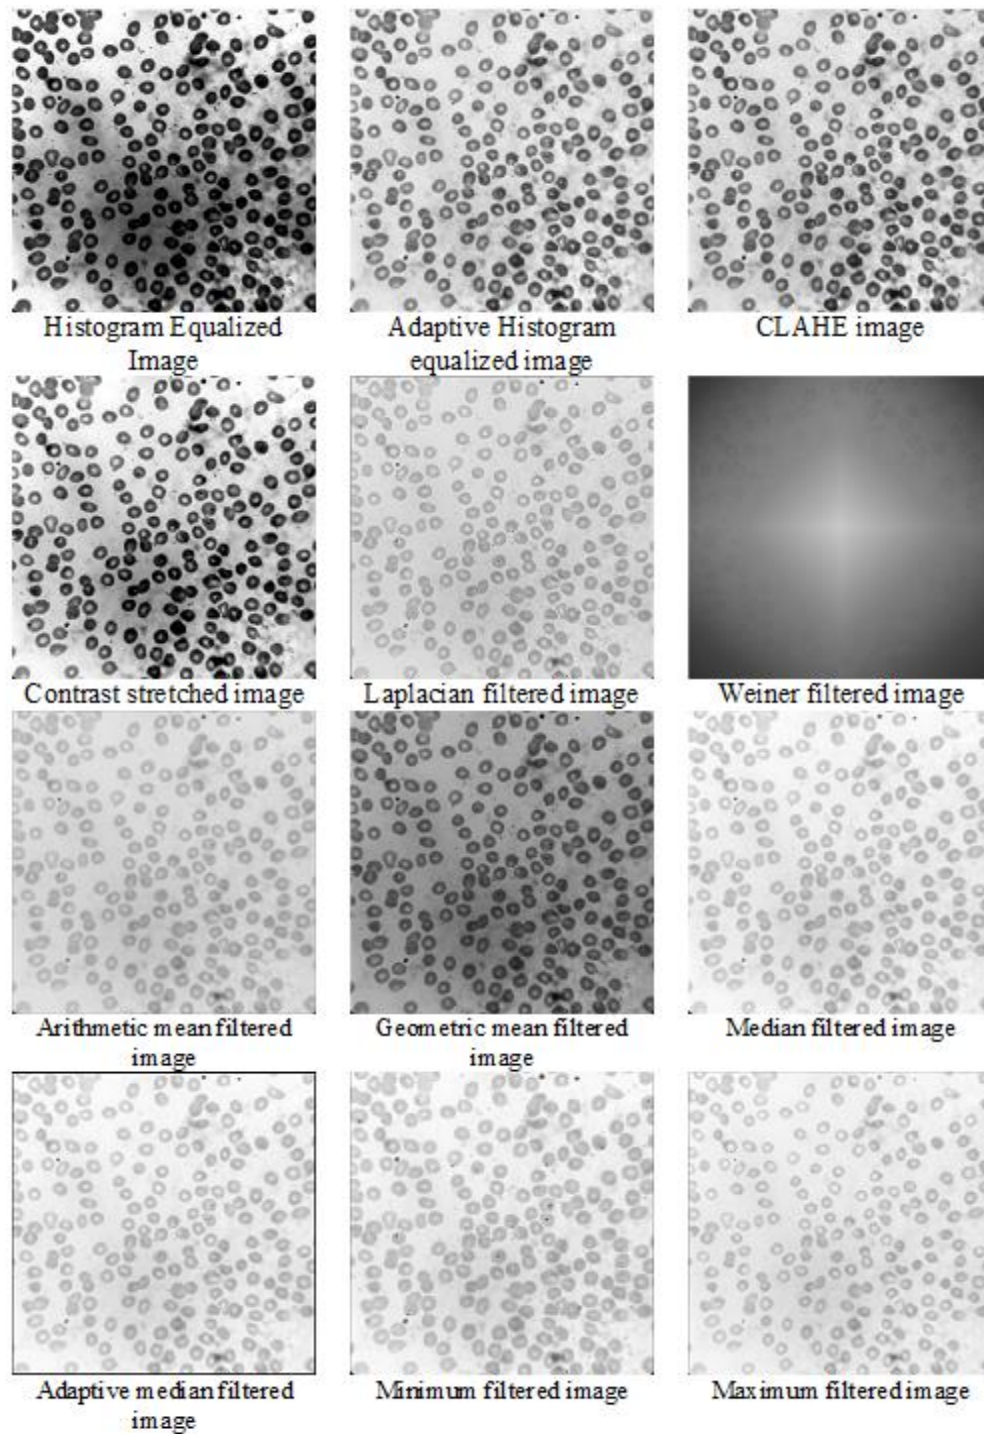 Histogram Equalized
Image
Adaptive Histogram
equalized image
CLAHE image
Contrast stretched image
Laplacian filtered image
Weiner filtered image
Arithmetic mean filtered
image
Geometric mean filtered
image
Median filtered image
Adaptive median filtered
image
Minimum filtered image
Maximum filtered image